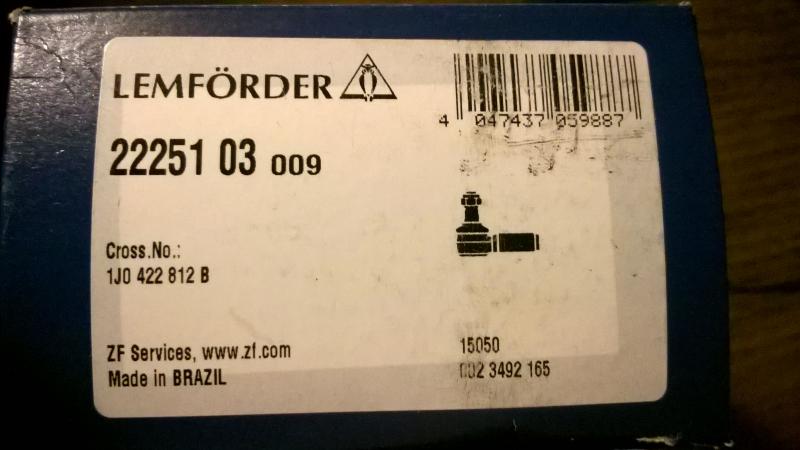 LEMFÖRDER
4 047437 059887
22251 03 009
Cross.No.:
1J0 422 812 B
ZF Services, www.zf.com
Made in BRAZIL
15050
002 3492 165